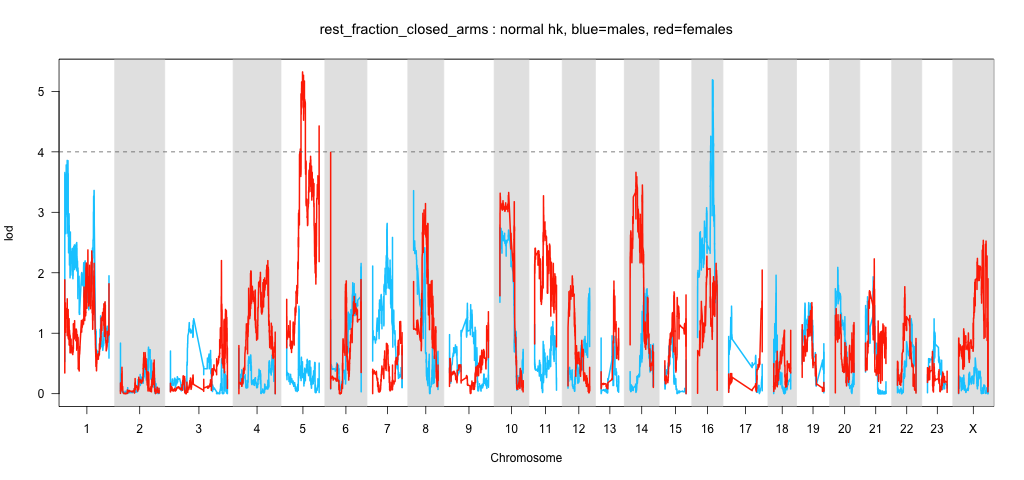 rest_fraction_closed_arms : normal hk, blue=males, red=females
lod
5
4
3
2
1
0
1 2 3 4 5 6 7 8 9 10 11 12 13 14 15 16 17 18 19 20 21 22 23 X
Chromosome